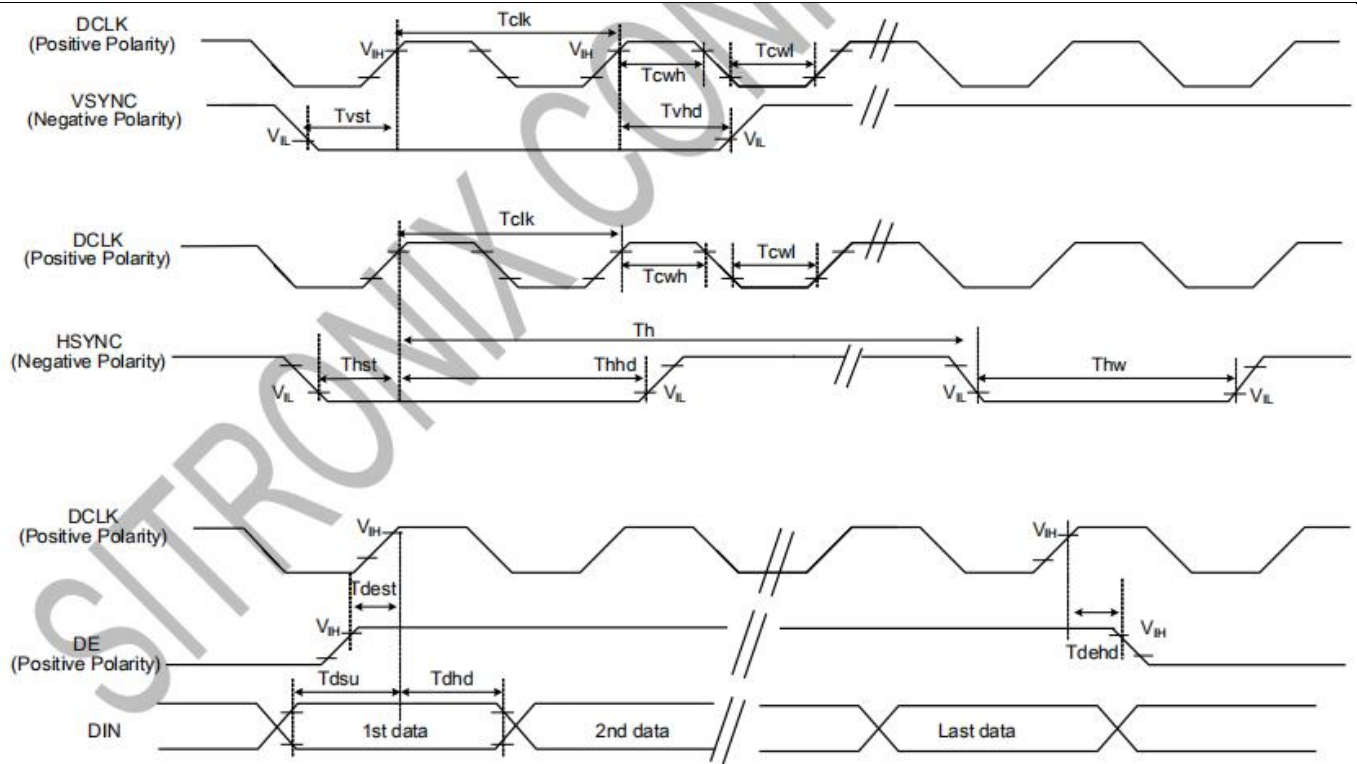 DCLK
(Positive Polarity)
Tclk
VIH
VIH
Tcwh
Tcwl
VSYNC
(Negative Polarity)
Tvst
Tvhd
VIL
VIL
DCLK
(Positive Polarity)
Tclk
Tcwh
Tcwl
HSYNC
(Negative Polarity)
Th
Thst
Thhd
Thw
VIL
VIL
VIL
VIL
DCLK
(Positive Polarity)
VIH
VIH
Tdest
DE
(Positive Polarity)
VIH
VIH
Tdehd
Tdsu
Tdhd
DIN
1st data
2nd data
Last data
SITRONIX